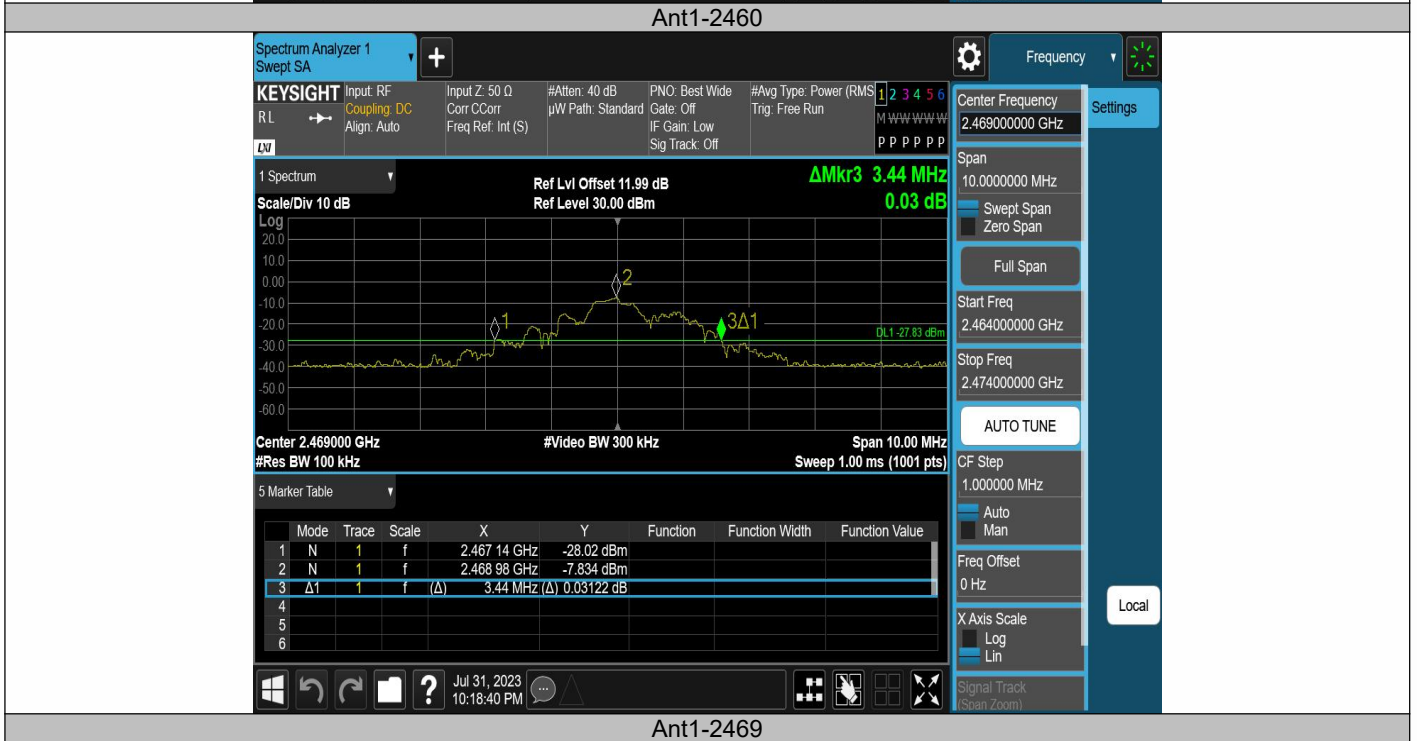 Ant1-2460
Spectrum Analyzer 1
Swept SA
+
Frequency
KEYSIGHT
RL
LXI
Input: RF
Coupling: DC
Align: Auto
Input Z: 50 Ω
Corr CCorr
Freq Ref: Int (S)
#Atten: 40 dB
µW Path: Standard
PNO: Best Wide
Gate: Off
IF Gain: Low
Sig Track: Off
#Avg Type: Power (RMS
Trig: Free Run
1 2 3 4 5 6
M W W W W W
P P P P P P
Center Frequency
2.469000000 GHz
Settings
Span
10.0000000 MHz
Swept Span
Zero Span
Full Span
Start Freq
2.464000000 GHz
Stop Freq
2.474000000 GHz
AUTO TUNE
CF Step
1.000000 MHz
Auto
Man
Freq Offset
0 Hz
X Axis Scale
Log
Lin
Signal Track
(Span Zoom)
Local
1 Spectrum
Scale/Div 10 dB
Ref Lvl Offset 11.99 dB
Ref Level 30.00 dBm
ΔMkr3 3.44 MHz
0.03 dB
Log
20.0
10.0
0.00
-10.0
-20.0
-30.0
-40.0
-50.0
-60.0
1
2
3Δ1
DL1 -27.83 dBm
Center 2.469000 GHz
#Video BW 300 kHz
Span 10.00 MHz
#Res BW 100 kHz
Sweep 1.00 ms (1001 pts)
5 Marker Table
Mode Trace Scale X Y Function Function Width Function Value
1 N 1 f 2.467 14 GHz -28.02 dBm
2 N 1 f 2.468 98 GHz -7.834 dBm
3 Δ1 1 f (Δ) 3.44 MHz (Δ) 0.03122 dB
4
5
6
?
Jul 31, 2023
10:18:40 PM
Ant1-2469